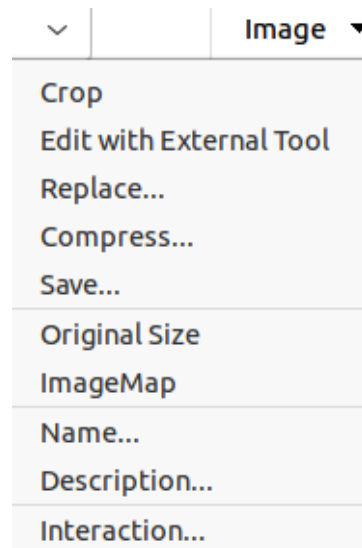 Image
Crop
Edit with External Tool
Replace...
Compress...
Save...
Original Size
ImageMap
Name...
Description...
Interaction...